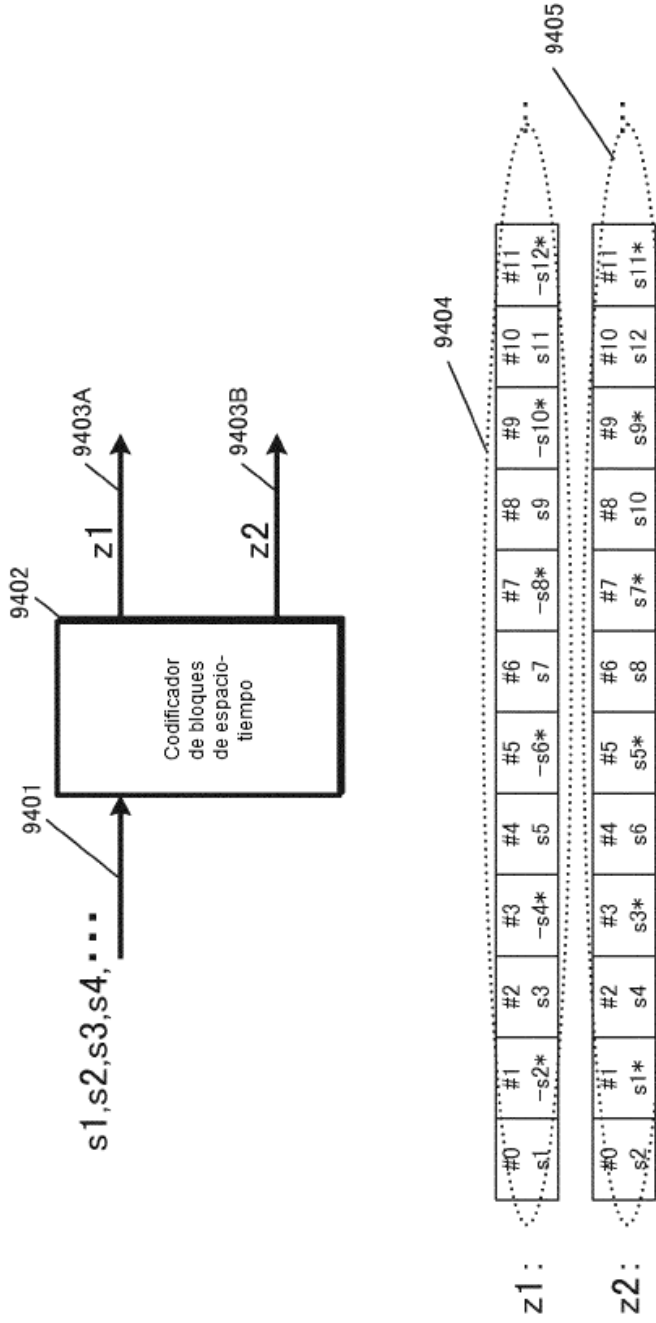 s1,s2,s3,s4,...
9401
9402
Codificador
de bloques
de espacio-
tiempo
z1
9403A
z2
9403B
9404
z1 :
#0 #1 #2 #3 #4 #5 #6 #7 #8 #9 #10 #11
s1 −s2* s3 −s4* s5 −s6* s7 −s8* s9 −s10* s11 −s12*
...
9405
z2 :
#0 #1 #2 #3 #4 #5 #6 #7 #8 #9 #10 #11
s2 s1* s4 s3* s6 s5* s8 s7* s10 s9* s12 s11*
...